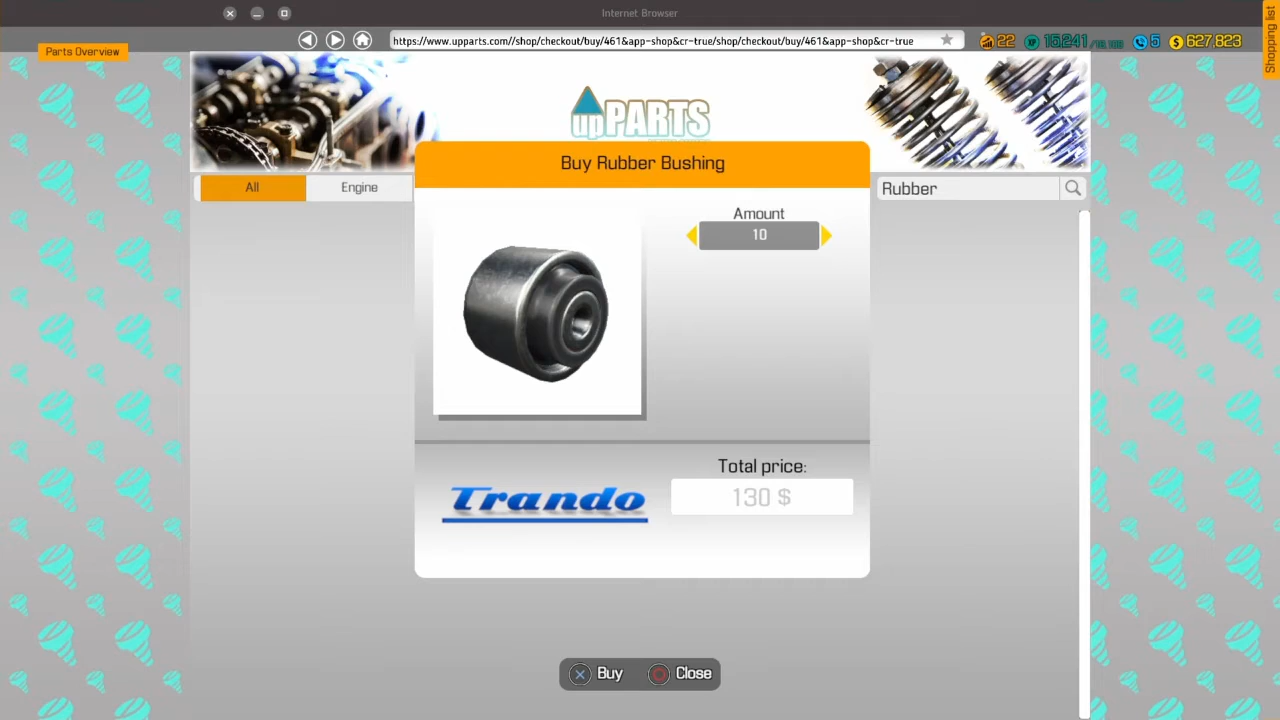 Internet Browser
Parts Overview
https://www.upparts.com//shop/checkout/buy/461&app-shop&cr-true/shop/checkout/buy/461&app-shop&cr-true
22
15,241
5
$ 627,823
Shopping list
upPARTS
Buy Rubber Bushing
All
Engine
Rubber
Amount
10
Total price:
130 $
Trando
Buy
Close